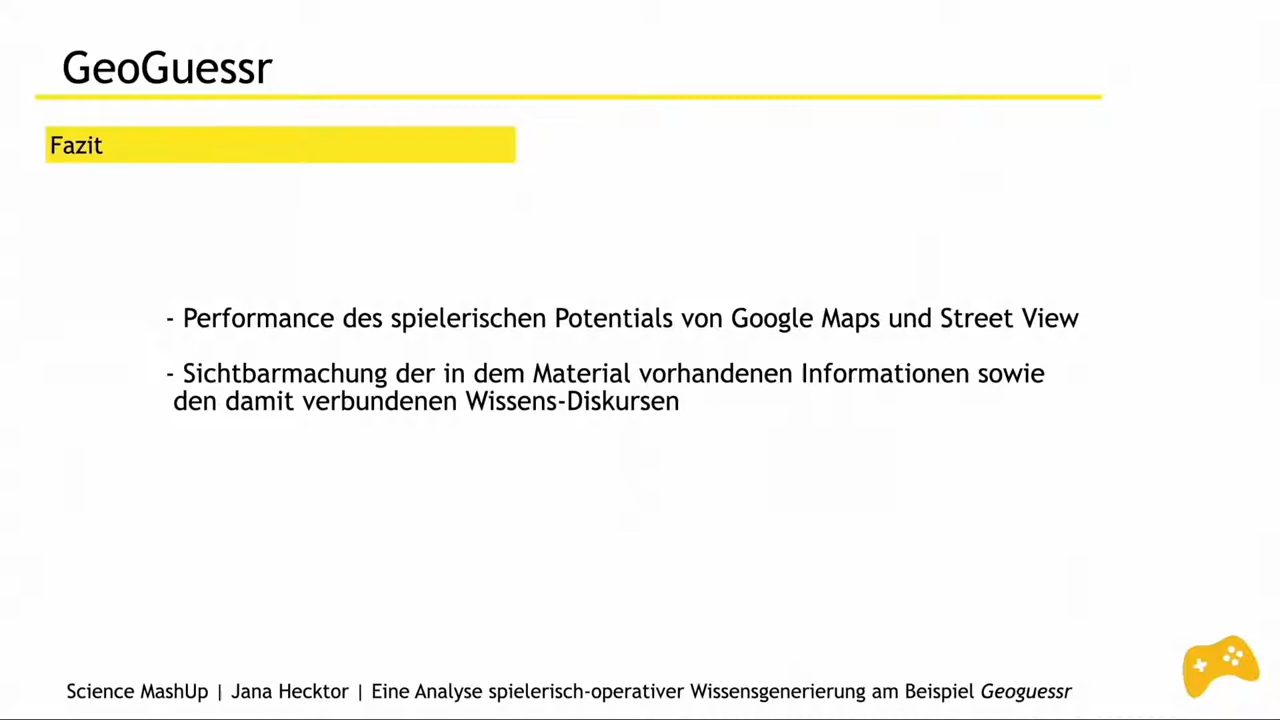 GeoGuessr
Fazit
- Performance des spielerischen Potentials von Google Maps und Street View
- Sichtbarmachung der in dem Material vorhandenen Informationen sowie
den damit verbundenen Wissens-Diskursen
Science MashUp | Jana Hecktor | Eine Analyse spielerisch-operativer Wissensgenerierung am Beispiel Geoguessr